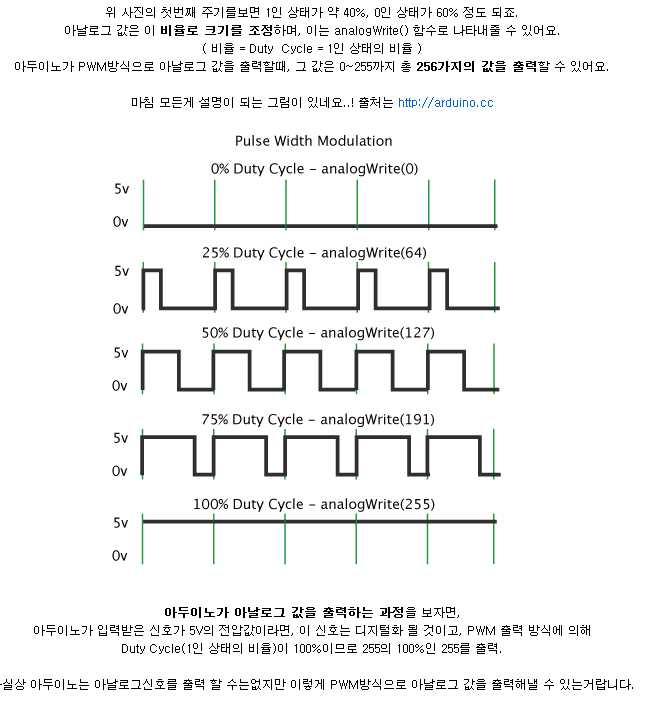 위 사진의 첫번째 주기를보면 1인 상태가 약 40%, 0인 상태가 60% 정도 되죠.
아날로그 값은 이 비율로 크기를 조정하며, 이는 analogWrite() 함수로 나타내줄 수 있어요.
( 비율 = Duty Cycle = 1인 상태의 비율 )
아두이노가 PWM방식으로 아날로그 값을 출력할때, 그 값은 0~255까지 총 256가지의 값을 출력할 수 있어요.
마침 모든게 설명이 되는 그림이 있네요..! 출처는 http://arduino.cc
Pulse Width Modulation
0% Duty Cycle - analogWrite(0)
5v
0v
25% Duty Cycle - analogWrite(64)
5v
0v
50% Duty Cycle - analogWrite(127)
5v
0v
75% Duty Cycle - analogWrite(191)
5v
0v
100% Duty Cycle - analogWrite(255)
5v
0v
아두이노가 아날로그 값을 출력하는 과정을 보자면,
아두이노가 입력받은 신호가 5V의 전압값이라면, 이 신호는 디지털화 될 것이고, PWM 출력 방식에 의해
Duty Cycle(1인 상태의 비율)이 100%이므로 255의 100%인 255를 출력.
실상 아두이노는 아날로그신호를 출력 할 수는없지만 이렇게 PWM방식으로 아날로그 값을 출력해낼 수 있는거랍니다.